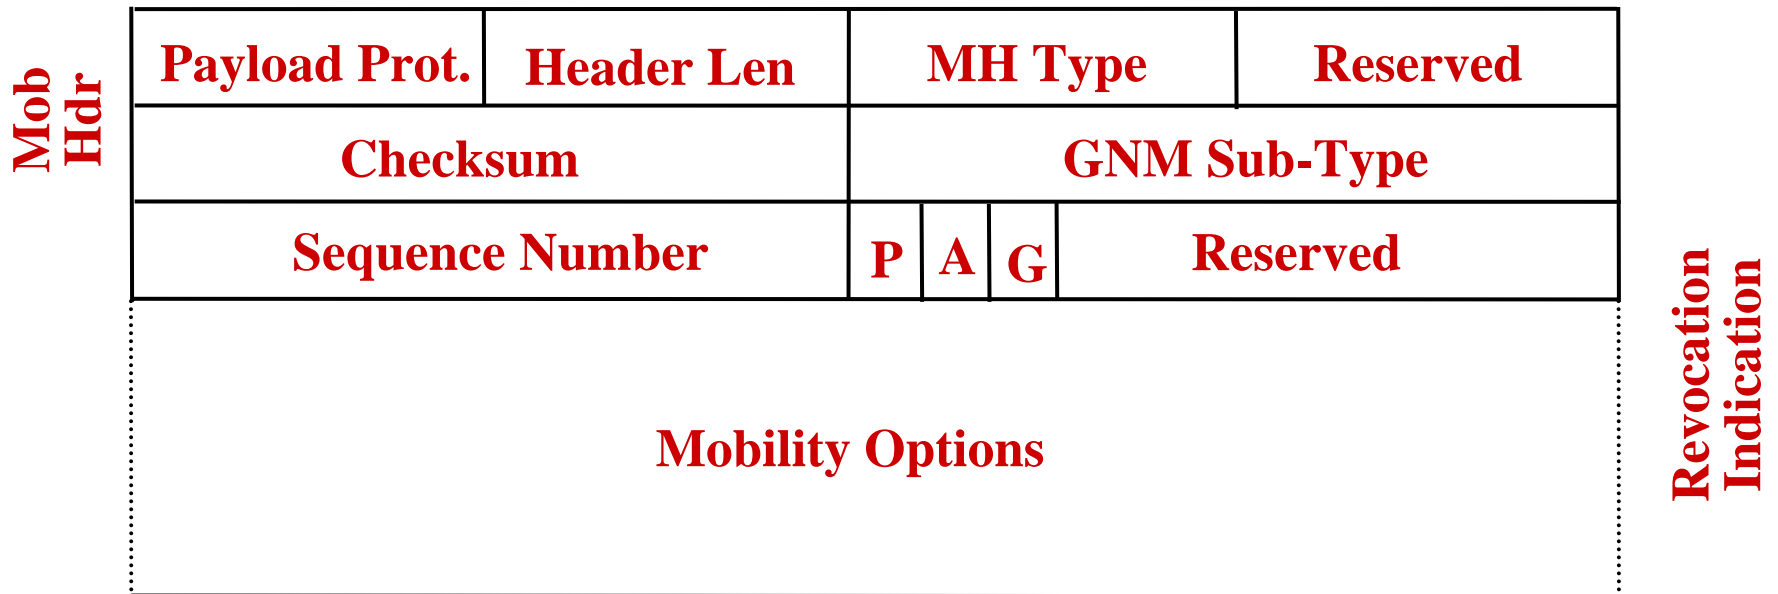 Mob
Hdr
Payload Prot.
Header Len
MH Type
Reserved
Checksum
GNM Sub-Type
Sequence Number
P
A
G
Reserved
Mobility Options
Revocation
Indication